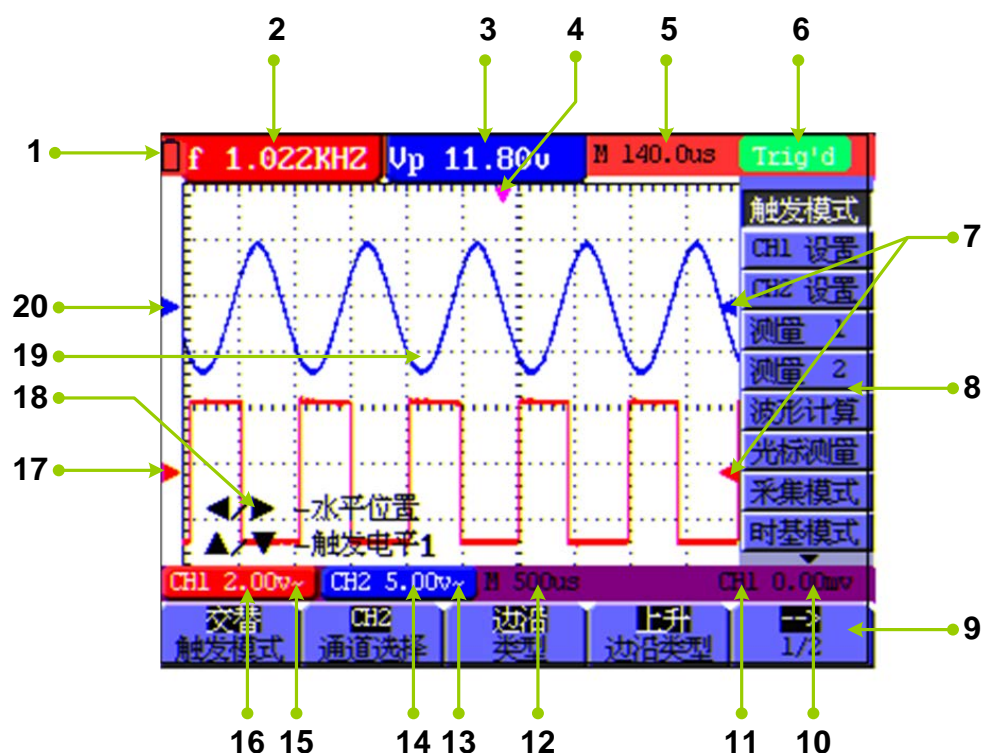 2 3 4 5 6
1
f 1.022KHZ Vp 11.80v M 140.0us Trig'd
触发模式
CH1 设置
7
CH2 设置
20
测量 1
19
测量 2
8
18
波形计算
17
光标测量
采集模式
◀/▶ -水平位置
时基模式
▲/▼ -触发电平1
CH1 2.00v~ CH2 5.00v~ M 500us CH1 0.00mv
交替 CH2 边沿 上升 -->
9
触发模式 通道选择 类型 边沿类型 1/2
16 15 14 13 12 11 10